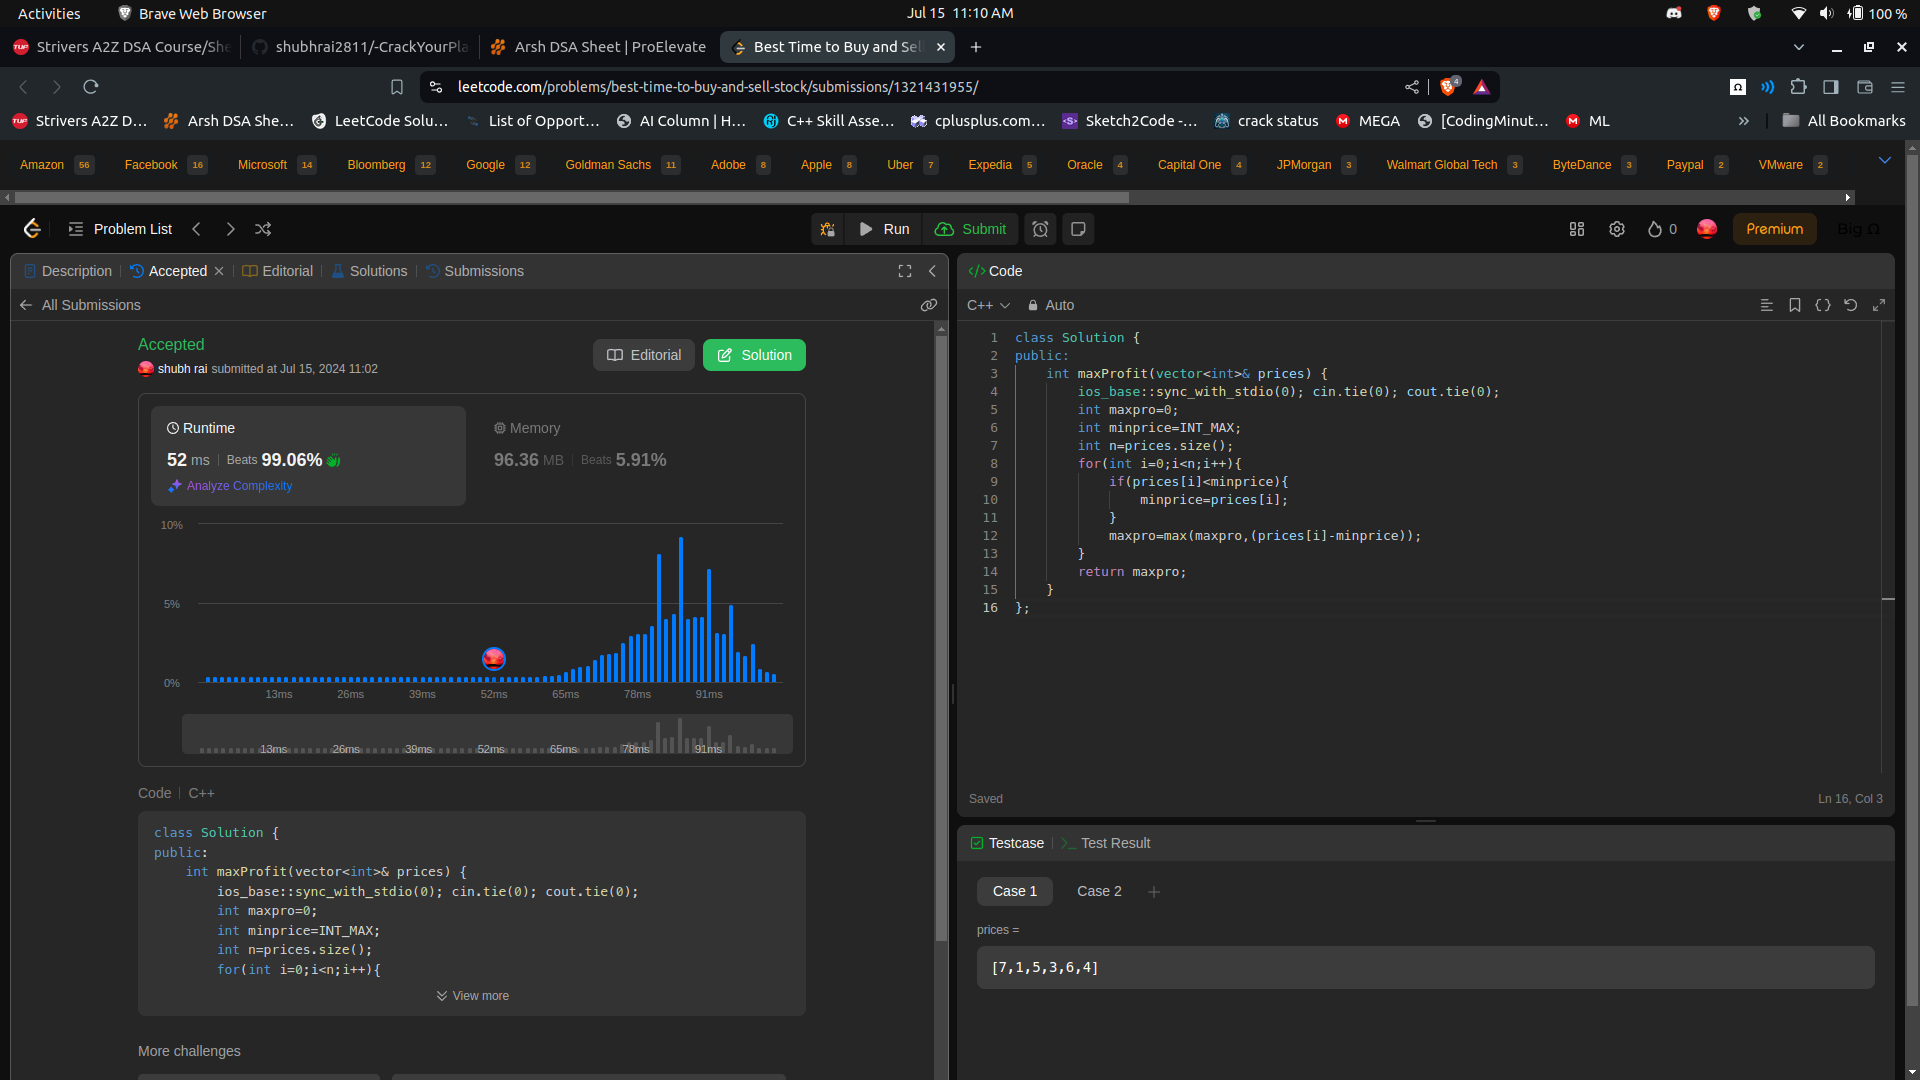 Activities
Brave Web Browser
Jul 15 11:10 AM
100 %
Strivers A2Z DSA Course/She
shubhrai2811/-CrackYourPla
Arsh DSA Sheet | ProElevate
Best Time to Buy and Sell
leetcode.com/problems/best-time-to-buy-and-sell-stock/submissions/1321431955/
4
Strivers A2Z D…
Arsh DSA She…
LeetCode Solu…
List of Opport…
AI Column | H…
C++ Skill Asse…
cplusplus.com…
Sketch2Code -…
crack status
MEGA
[CodingMinut…
ML
»
All Bookmarks
Amazon 56
Facebook 16
Microsoft 14
Bloomberg 12
Google 12
Goldman Sachs 11
Adobe 8
Apple 8
Uber 7
Expedia 5
Oracle 4
Capital One 4
JPMorgan 3
Walmart Global Tech 3
ByteDance 3
Paypal 2
VMware 2
Problem List
Run
Submit
0
Premium
Big O
Description
Accepted
Editorial
Solutions
Submissions
All Submissions
Accepted
shubh rai submitted at Jul 15, 2024 11:02
Editorial
Solution
Runtime
52 ms | Beats 99.06%
Analyze Complexity
Memory
96.36 MB | Beats 5.91%
10%
5%
0%
13ms 26ms 39ms 52ms 65ms 78ms 91ms
13ms 26ms 39ms 52ms 65ms 78ms 91ms
Code | C++
class Solution {
public:
    int maxProfit(vector<int>& prices) {
        ios_base::sync_with_stdio(0); cin.tie(0); cout.tie(0);
        int maxpro=0;
        int minprice=INT_MAX;
        int n=prices.size();
        for(int i=0;i<n;i++){
View more
More challenges
</> Code
C++
Auto
1 class Solution {
2 public:
3     int maxProfit(vector<int>& prices) {
4         ios_base::sync_with_stdio(0); cin.tie(0); cout.tie(0);
5         int maxpro=0;
6         int minprice=INT_MAX;
7         int n=prices.size();
8         for(int i=0;i<n;i++){
9             if(prices[i]<minprice){
10                 minprice=prices[i];
11             }
12             maxpro=max(maxpro,(prices[i]-minprice));
13         }
14         return maxpro;
15     }
16 };
Saved
Ln 16, Col 3
Testcase
Test Result
Case 1
Case 2
+
prices =
[7,1,5,3,6,4]